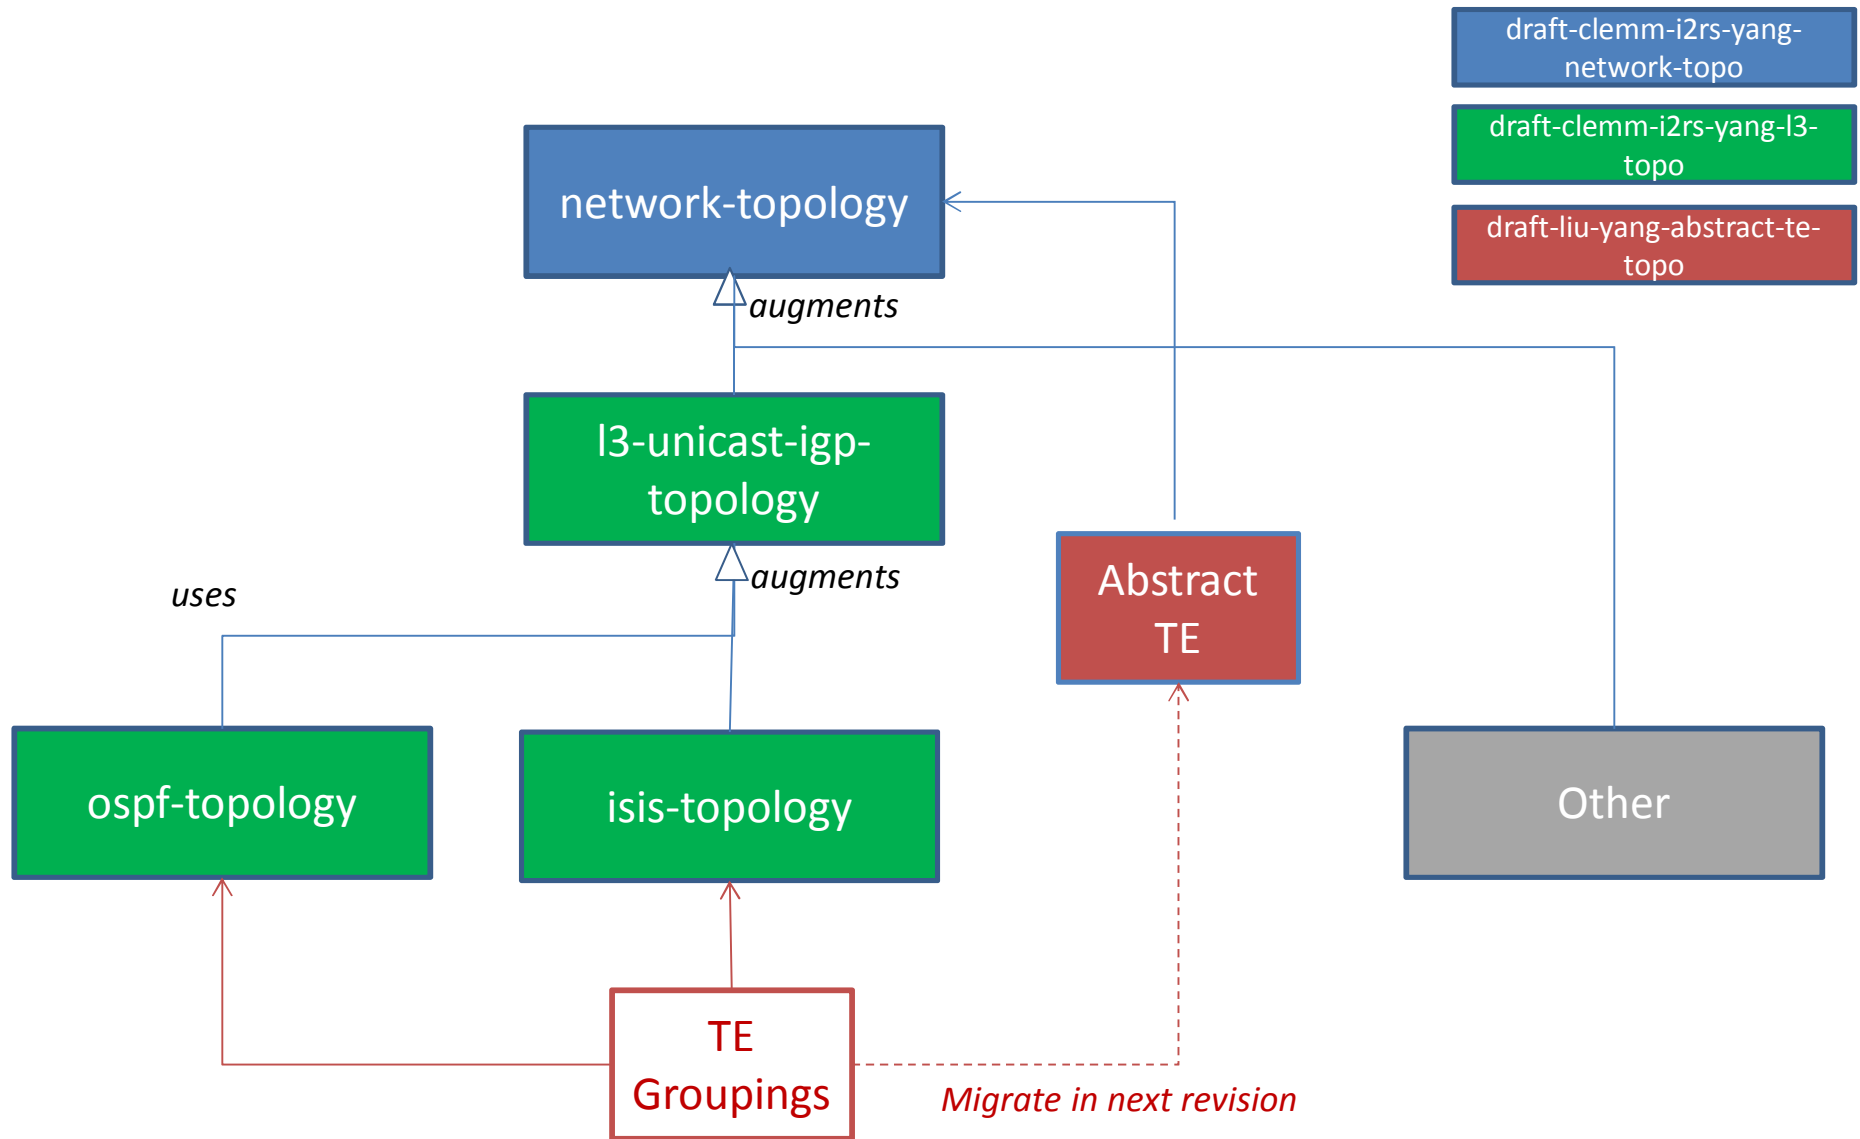 draft-clemm-i2rs-yang-
network-topo
draft-clemm-i2rs-yang-l3-
topo
draft-liu-yang-abstract-te-
topo
network-topology
augments
l3-unicast-igp-
topology
augments
uses
Abstract
TE
ospf-topology
isis-topology
Other
TE
Groupings
Migrate in next revision